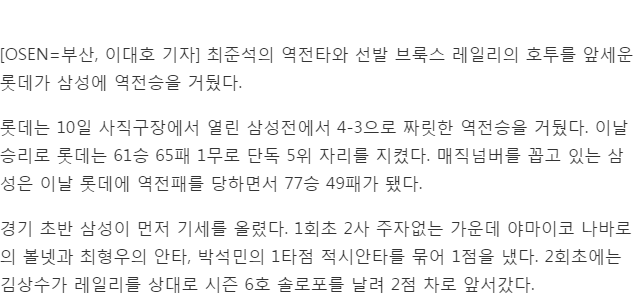 [OSEN=부산, 이대호 기자] 최준석의 역전타와 선발 브룩스 레일리의 호투를 앞세운
롯데가 삼성에 역전승을 거뒀다.
롯데는 10일 사직구장에서 열린 삼성전에서 4-3으로 짜릿한 역전승을 거뒀다. 이날
승리로 롯데는 61승 65패 1무로 단독 5위 자리를 지켰다. 매직넘버를 꼽고 있는 삼
성은 이날 롯데에 역전패를 당하면서 77승 49패가 됐다.
경기 초반 삼성이 먼저 기세를 올렸다. 1회초 2사 주자없는 가운데 야마이코 나바로
의 볼넷과 최형우의 안타, 박석민의 1타점 적시안타를 묶어 1점을 냈다. 2회초에는
김상수가 레일리를 상대로 시즌 6호 솔로포를 날려 2점 차로 앞서갔다.